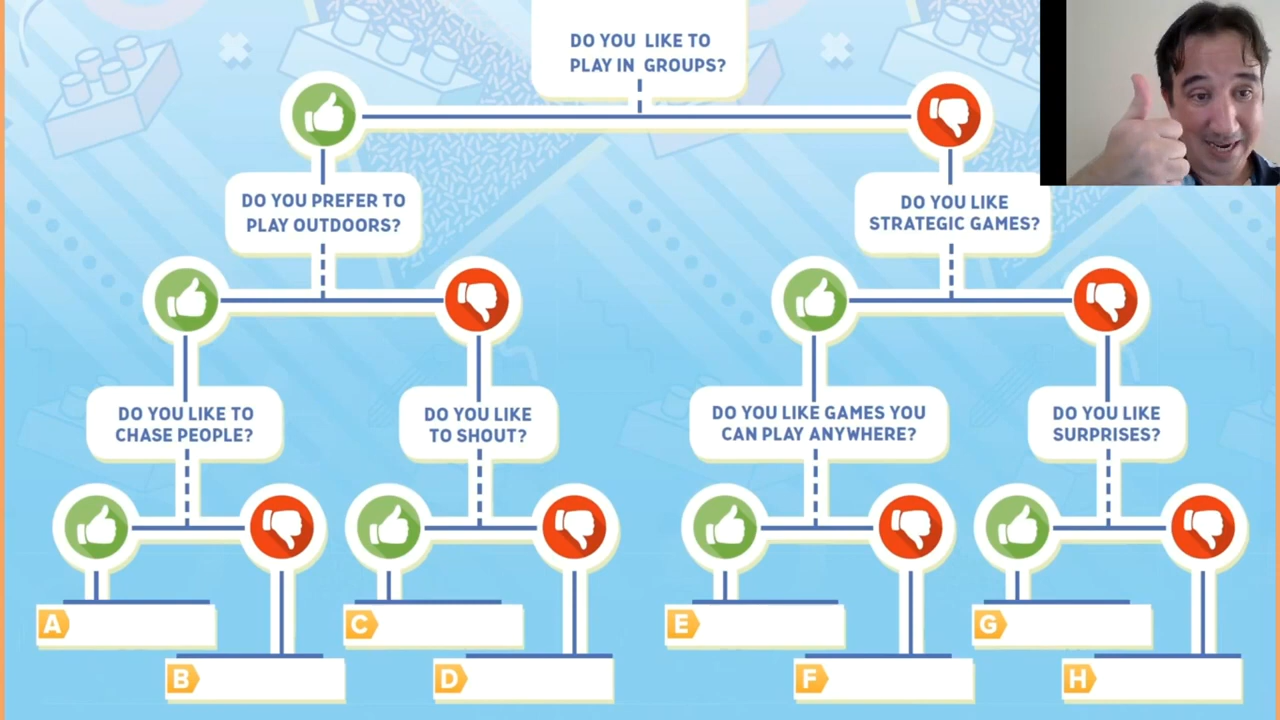 DO YOU LIKE TO
PLAY IN GROUPS?
DO YOU PREFER TO
PLAY OUTDOORS?
DO YOU LIKE
STRATEGIC GAMES?
DO YOU LIKE TO
CHASE PEOPLE?
DO YOU LIKE
TO SHOUT?
DO YOU LIKE GAMES YOU
CAN PLAY ANYWHERE?
DO YOU LIKE
SURPRISES?
A
C
E
G
B
D
F
H